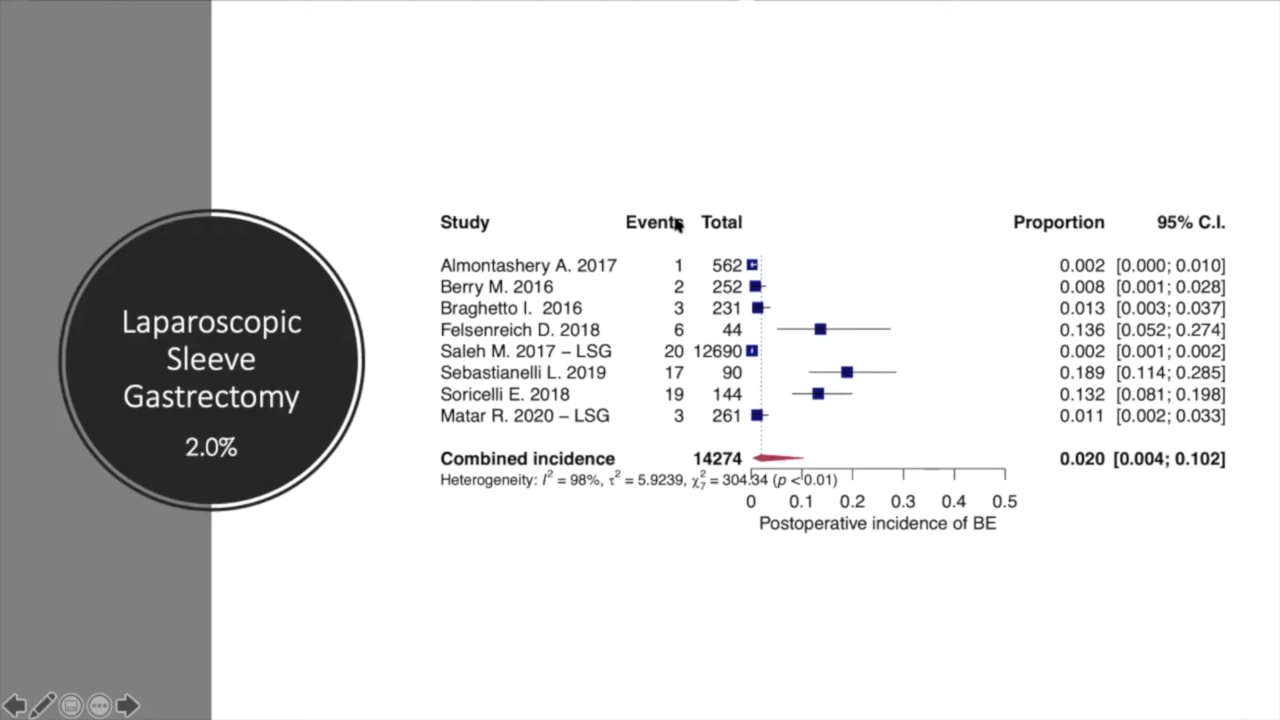 Laparoscopic
Sleeve
Gastrectomy
2.0%
Study Events Total Proportion 95% C.I.
Almontashery A. 2017 1 562 0.002 [0.000; 0.010]
Berry M. 2016 2 252 0.008 [0.001; 0.028]
Braghetto I. 2016 3 231 0.013 [0.003; 0.037]
Felsenreich D. 2018 6 44 0.136 [0.052; 0.274]
Saleh M. 2017 – LSG 20 12690 0.002 [0.001; 0.002]
Sebastianelli L. 2019 17 90 0.189 [0.114; 0.285]
Soricelli E. 2018 19 144 0.132 [0.081; 0.198]
Matar R. 2020 – LSG 3 261 0.011 [0.002; 0.033]
Combined incidence 14274 0.020 [0.004; 0.102]
Heterogeneity: I² = 98%, τ² = 5.9239, χ²₇ = 304.34 (p < 0.01)
0 0.1 0.2 0.3 0.4 0.5
Postoperative incidence of BE